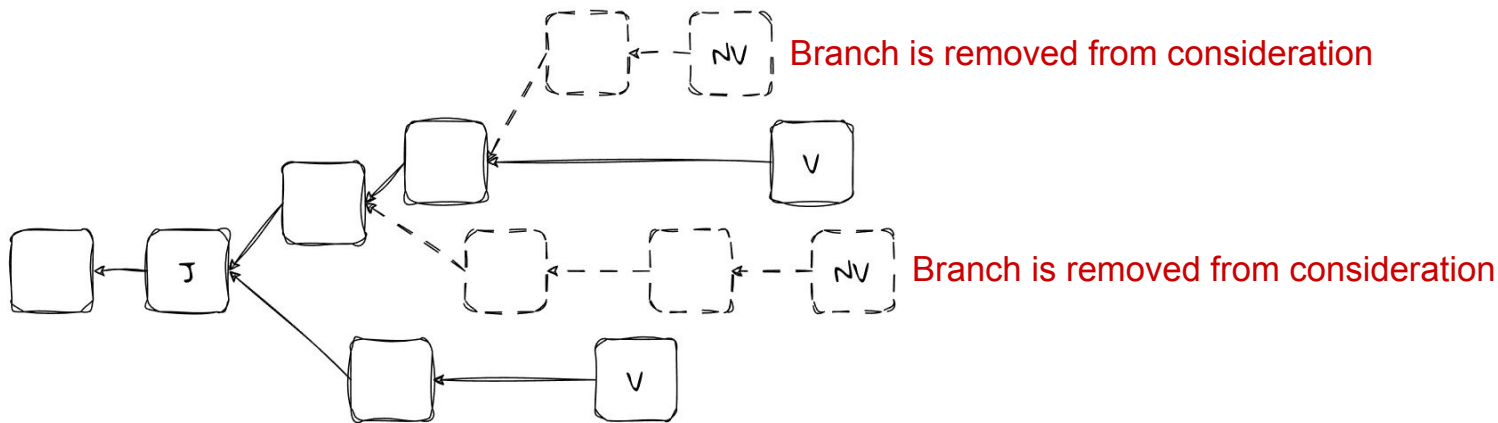 NV Branch is removed from consideration
V
J
NV Branch is removed from consideration
V